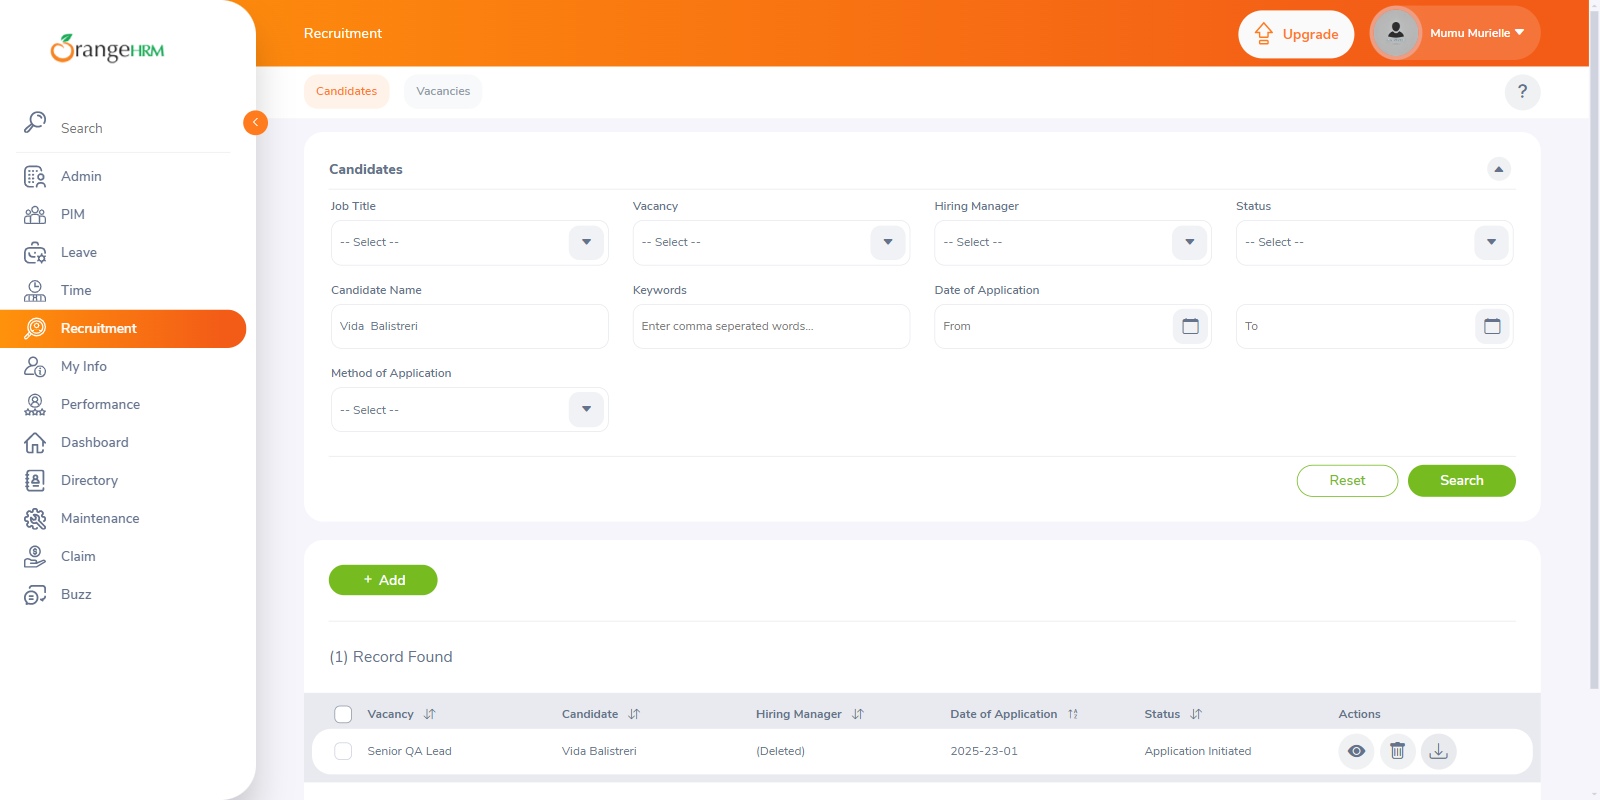 OrangeHRM
Recruitment
Upgrade
Mumu Murielle
Candidates
Vacancies
?
Search
Admin
PIM
Leave
Time
Recruitment
My Info
Performance
Dashboard
Directory
Maintenance
Claim
Buzz
Candidates
Job Title
Vacancy
Hiring Manager
Status
-- Select --
-- Select --
-- Select --
-- Select --
Candidate Name
Keywords
Date of Application
Vida  Balistreri
Enter comma seperated words...
From
To
Method of Application
-- Select --
Reset
Search
+ Add
(1) Record Found
Vacancy
Candidate
Hiring Manager
Date of Application
Status
Actions
Senior QA Lead
Vida Balistreri
(Deleted)
2025-23-01
Application Initiated